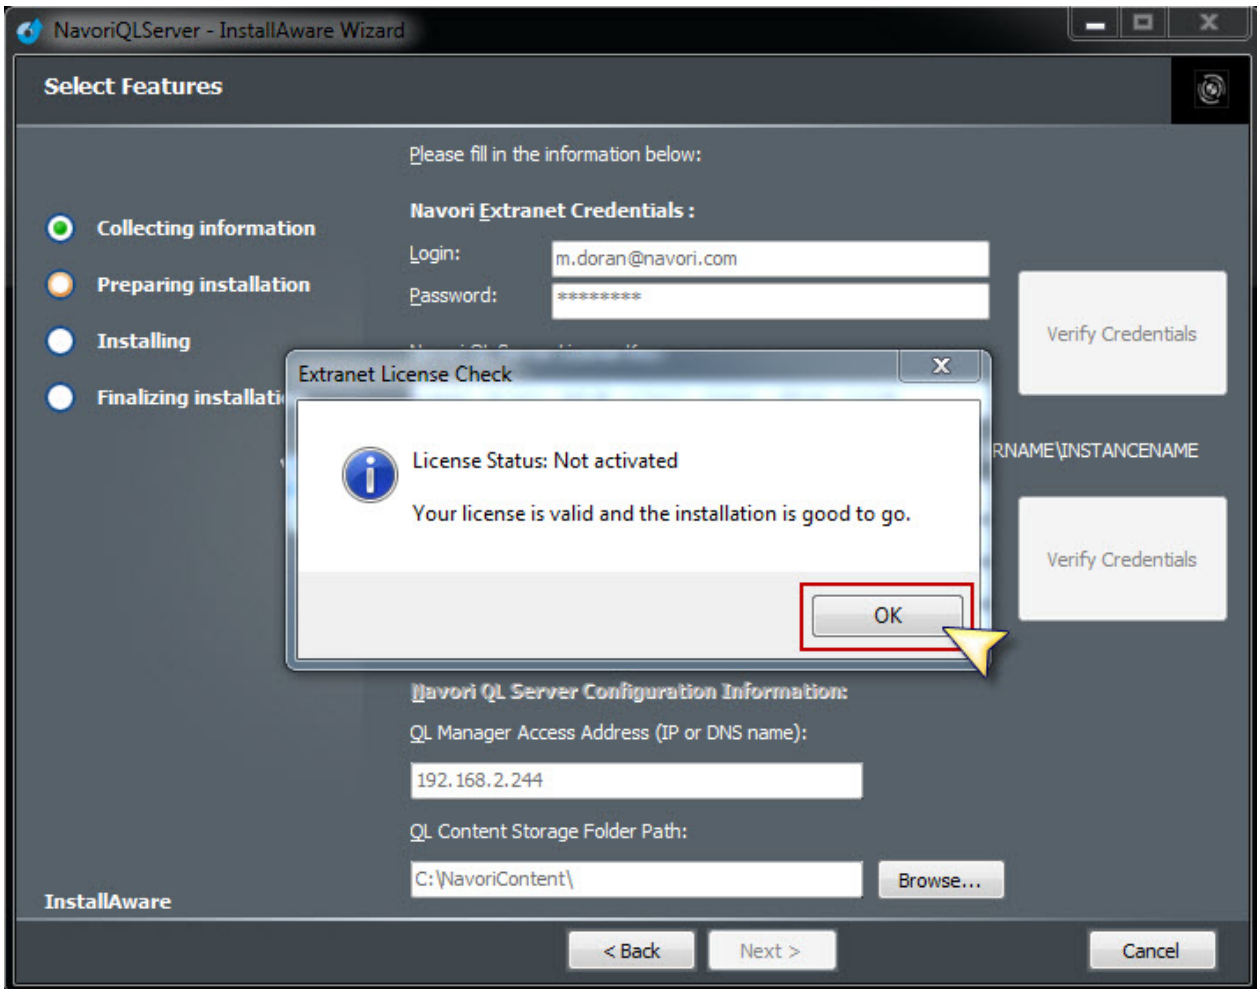 NavoriQLServer - InstallAware Wizard
Select Features
Please fill in the information below:
Navori Extranet Credentials :
Collecting information
Login:
m.doran@navori.com
Preparing installation
Password:
********
Verify Credentials
Installing
Extranet License Check
Finalizing installati
License Status: Not activated
RNAME\INSTANCENAME
Your license is valid and the installation is good to go.
Verify Credentials
OK
Navori QL Server Configuration Information:
QL Manager Access Address (IP or DNS name):
192.168.2.244
QL Content Storage Folder Path:
C:\NavoriContent\
Browse...
InstallAware
< Back
Next >
Cancel